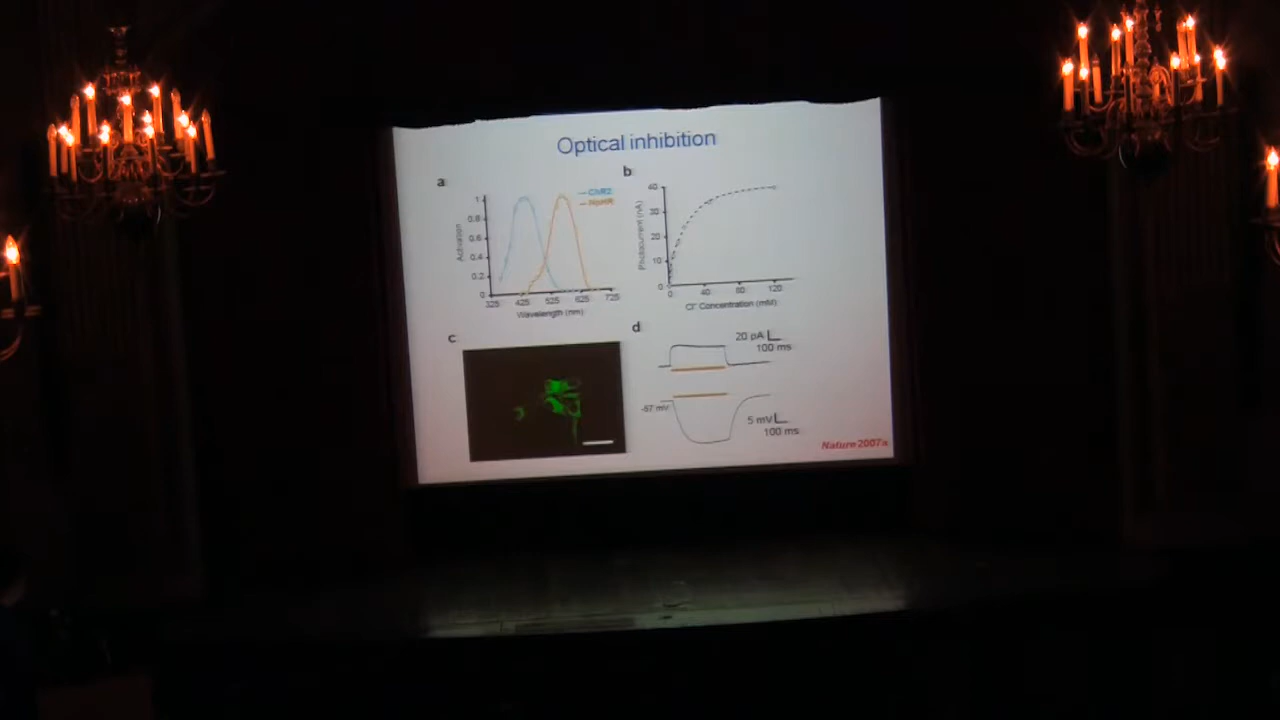 Optical inhibition
a
ChR2
NpHR
Activation
1
0.8
0.6
0.4
0.2
0
325 425 525 625 725
Wavelength (nm)
b
Photocurrent (nA)
40
30
20
10
0
0 40 80 120
Cl⁻ Concentration (mM)
c
d
20 pA
100 ms
-57 mV
5 mV
100 ms
Nature 2007a